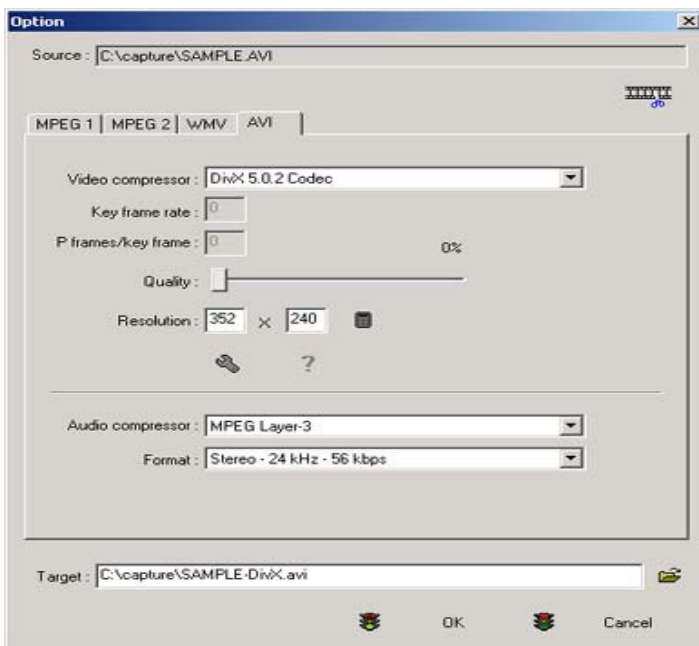 Option
Source : C:\capture\SAMPLE.AVI
MPEG 1 MPEG 2 WMV AVI
Video compressor : DivX 5.0.2 Codec
Key frame rate : 0
P frames/key frame : 0 0%
Quality :
Resolution : 352 x 240
?
Audio compressor : MPEG Layer-3
Format : Stereo - 24 kHz - 56 kbps
Target : C:\capture\SAMPLE-DivX.avi
OK Cancel